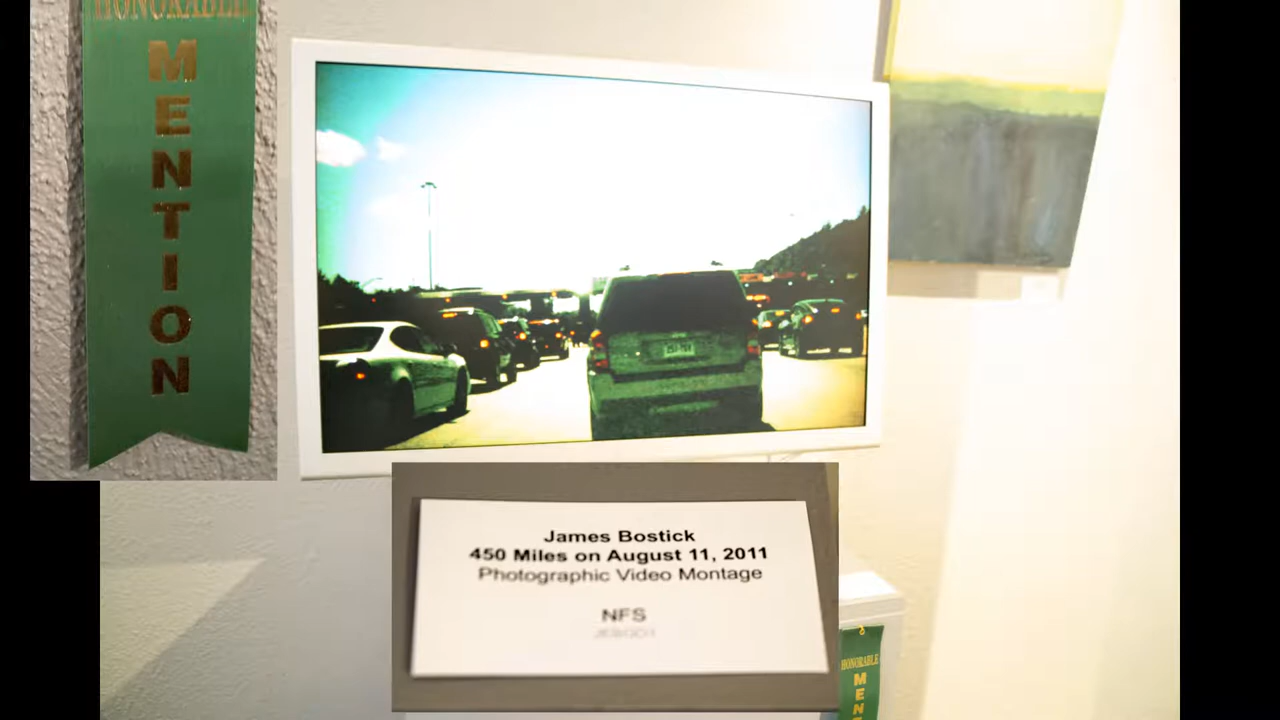 HONORABLE
MENTION
James Bostick
450 Miles on August 11, 2011
Photographic Video Montage
NFS
HONORABLE
MEN